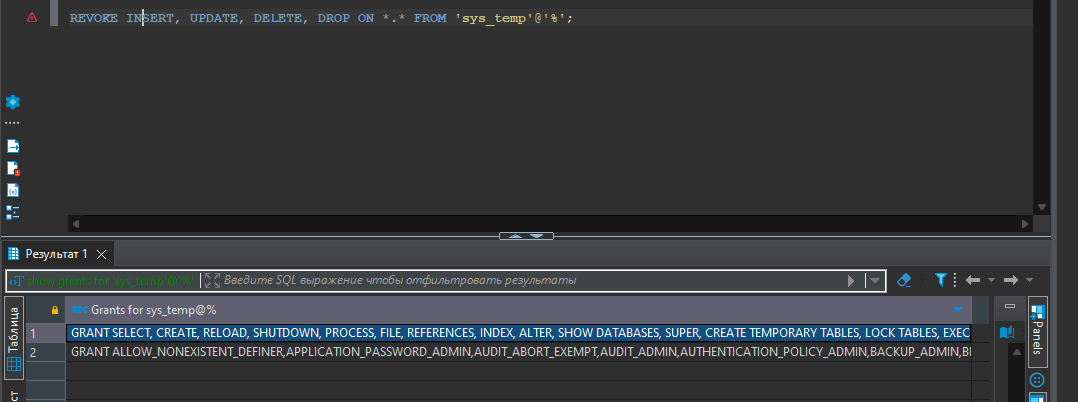 REVOKE INSERT, UPDATE, DELETE, DROP ON *.* FROM 'sys_temp'@'%';
Результат 1
show grants for 'sys_temp'@'%'
Введите SQL выражение чтобы отфильтровать результаты
Таблица
Grants for sys_temp@%
1 GRANT SELECT, CREATE, RELOAD, SHUTDOWN, PROCESS, FILE, REFERENCES, INDEX, ALTER, SHOW DATABASES, SUPER, CREATE TEMPORARY TABLES, LOCK TABLES, EXEC
2 GRANT ALLOW_NONEXISTENT_DEFINER,APPLICATION_PASSWORD_ADMIN,AUDIT_ABORT_EXEMPT,AUDIT_ADMIN,AUTHENTICATION_POLICY_ADMIN,BACKUP_ADMIN,BI
Panels